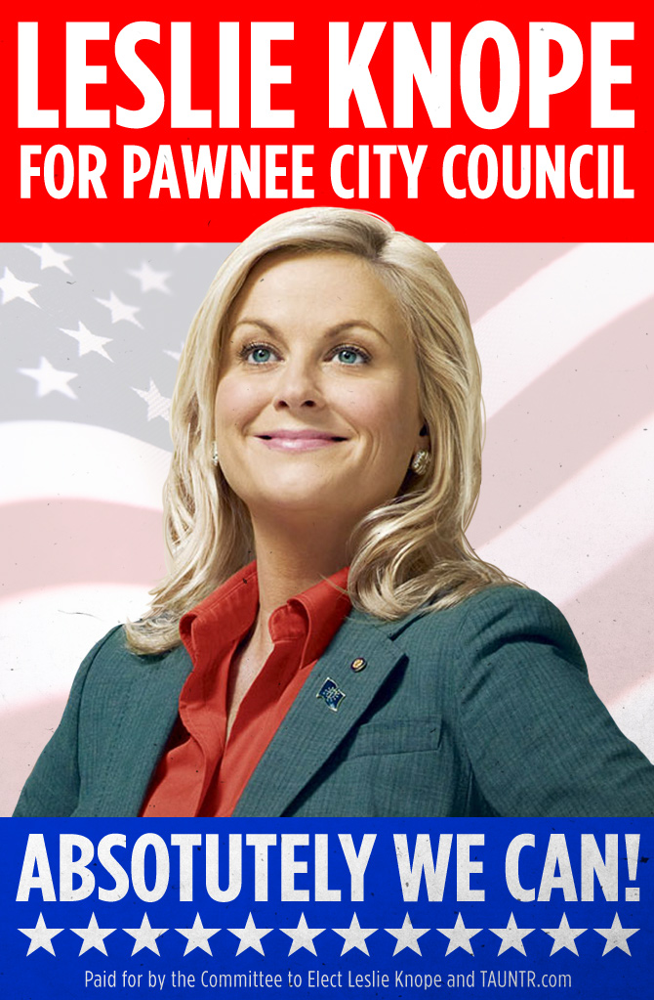 LESLIE KNOPE
FOR PAWNEE CITY COUNCIL
ABSOTUTELY WE CAN!
Paid for by the Committee to Elect Leslie Knope and TAUNTR.com